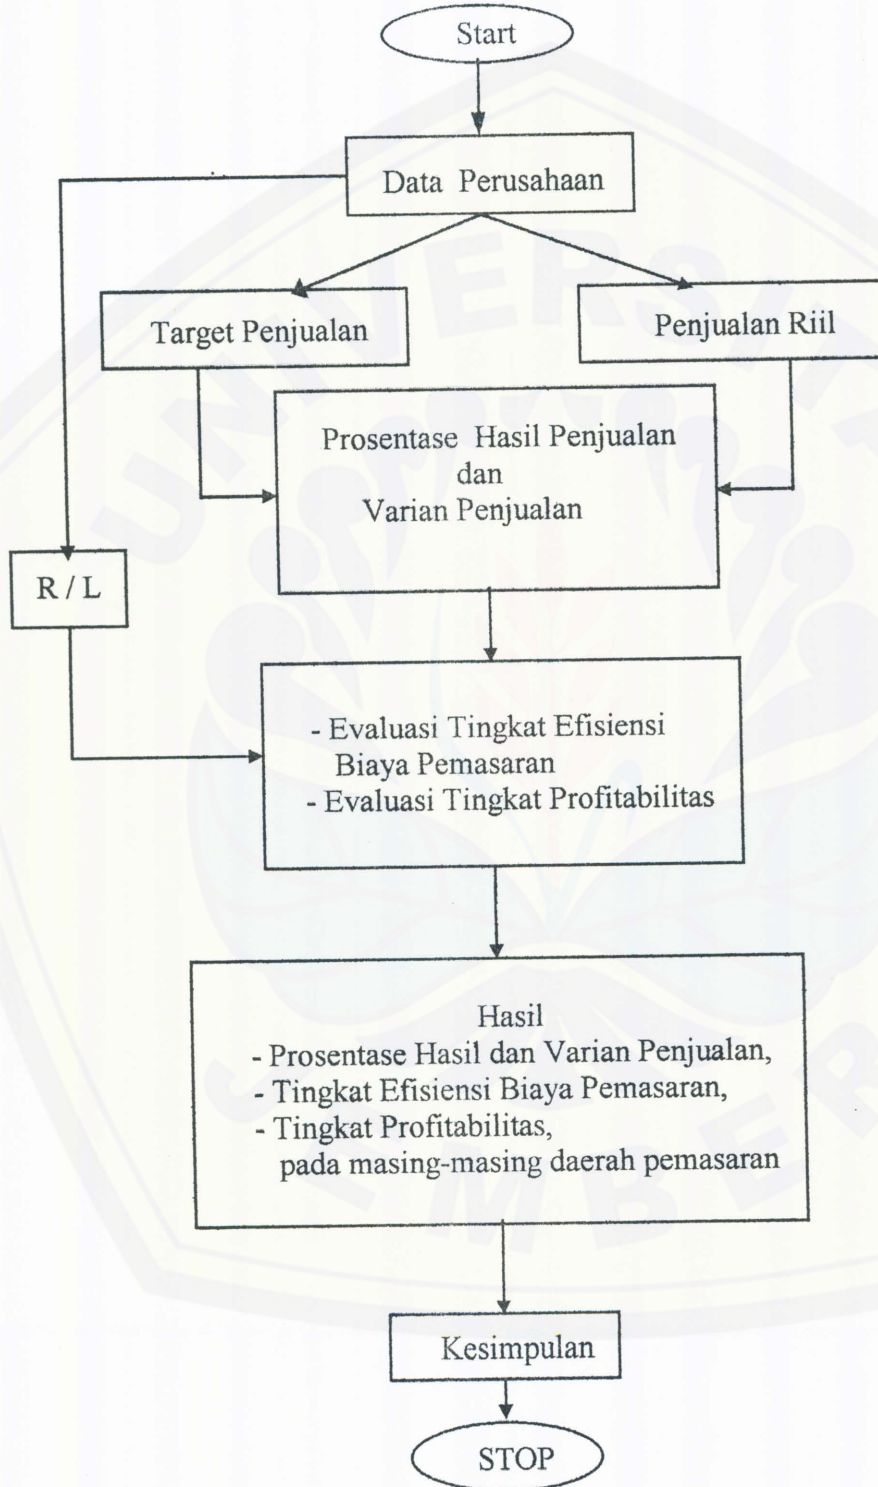 Start
Data Perusahaan
Target Penjualan
Penjualan Riil
Prosentase Hasil Penjualan
dan
Varian Penjualan
R / L
- Evaluasi Tingkat Efisiensi
Biaya Pemasaran
- Evaluasi Tingkat Profitabilitas
Hasil
- Prosentase Hasil dan Varian Penjualan,
- Tingkat Efisiensi Biaya Pemasaran,
- Tingkat Profitabilitas,
pada masing-masing daerah pemasaran
Kesimpulan
STOP